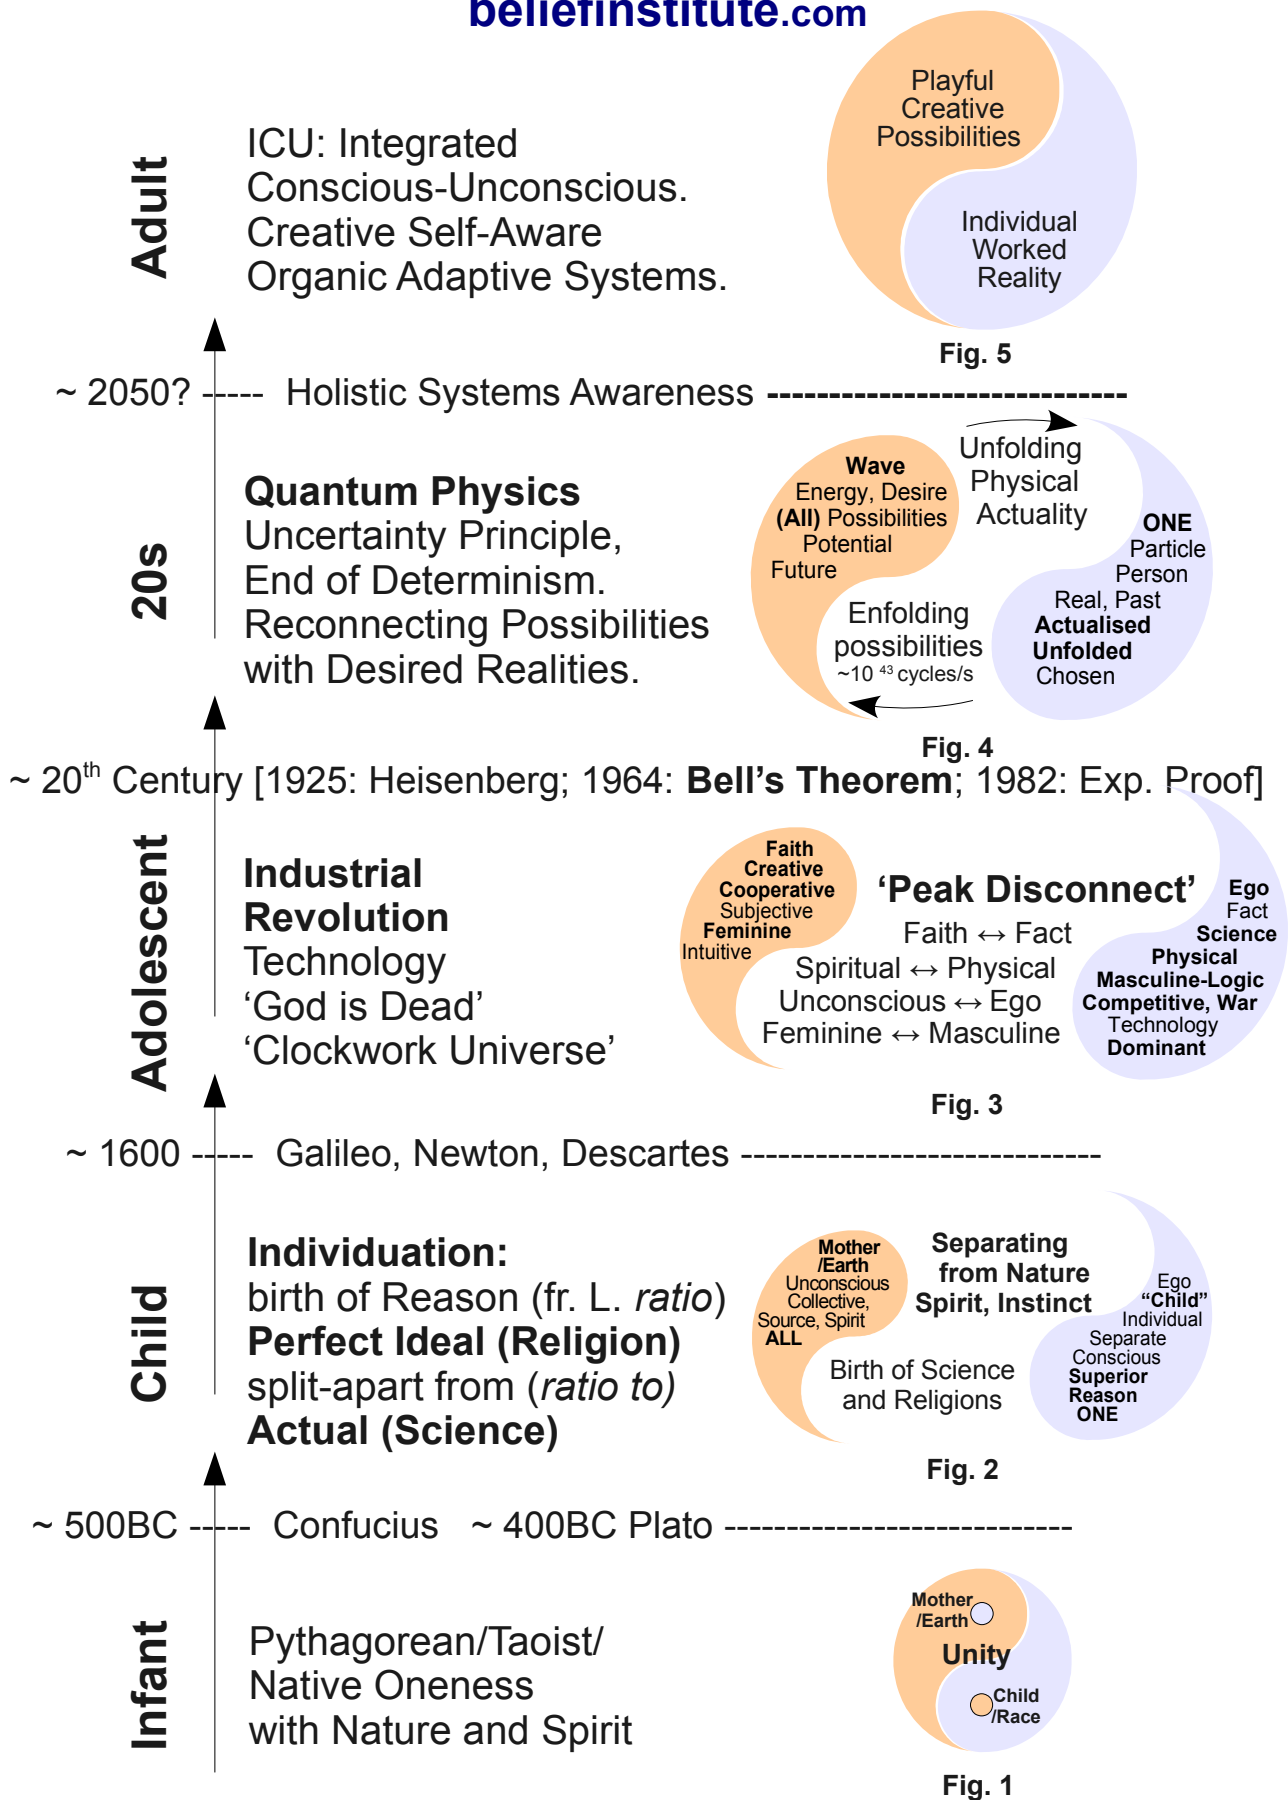 beliefinstitute.com
Adult
ICU: Integrated
Conscious-Unconscious.
Creative Self-Aware
Organic Adaptive Systems.
Playful
Creative
Possibilities
Individual
Worked
Reality
Fig. 5
~ 2050? ----- Holistic Systems Awareness -----------------------------
20s
Quantum Physics
Uncertainty Principle,
End of Determinism.
Reconnecting Possibilities
with Desired Realities.
Wave
Energy, Desire
(All) Possibilities
Potential
Future
Unfolding
Physical
Actuality
Enfolding
possibilities
~10 ⁴³ cycles/s
ONE
Particle
Person
Real, Past
Actualised
Unfolded
Chosen
Fig. 4
~ 20th Century [1925: Heisenberg; 1964: Bell's Theorem; 1982: Exp. Proof]
Adolescent
Industrial
Revolution
Technology
‘God is Dead’
‘Clockwork Universe’
Faith
Creative
Cooperative
Subjective
Feminine
Intuitive
‘Peak Disconnect’
Faith ↔ Fact
Spiritual ↔ Physical
Unconscious ↔ Ego
Feminine ↔ Masculine
Ego
Fact
Science
Physical
Masculine-Logic
Competitive, War
Technology
Dominant
Fig. 3
~ 1600 ----- Galileo, Newton, Descartes -----------------------------
Child
Individuation:
birth of Reason (fr. L. ratio)
Perfect Ideal (Religion)
split-apart from (ratio to)
Actual (Science)
Mother
/Earth
Unconscious
Collective,
Source, Spirit
ALL
Separating
from Nature
Spirit, Instinct
Birth of Science
and Religions
Ego
“Child”
Individual
Separate
Conscious
Superior
Reason
ONE
Fig. 2
~ 500BC ----- Confucius ~ 400BC Plato ----------------------------
Infant
Pythagorean/Taoist/
Native Oneness
with Nature and Spirit
Mother
/Earth
Unity
Child
/Race
Fig. 1